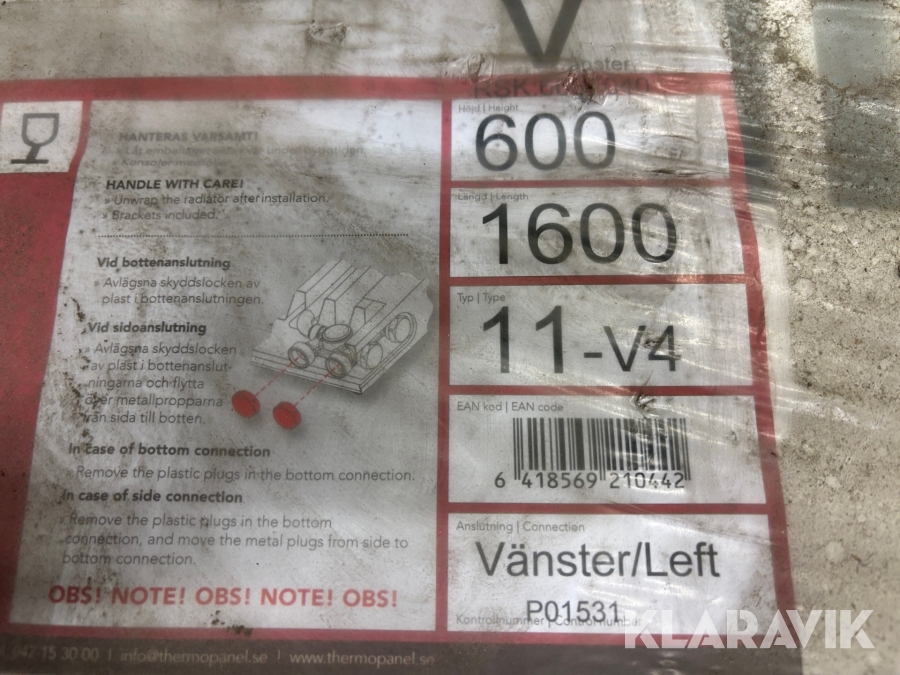 V
HANTERAS VARSAMT!
HANDLE WITH CARE!
» Unwrap the radiator after installation.
» Brackets included.
Vid bottenanslutning
» Avlägsna skyddslocken av
plast i bottenanslutningen.
Vid sidoanslutning
» Avlägsna skyddslocken
av plast i bottenanslut-
ningarna och flytta
över metallpropparna
från sida till botten.
In case of bottom connection
» Remove the plastic plugs in the bottom connection.
In case of side connection
» Remove the plastic plugs in the bottom
connection, and move the metal plugs from side to
bottom connection.
OBS! NOTE! OBS! NOTE! OBS!
Höjd | Height
600
Längd | Length
1600
Typ | Type
11-V4
EAN kod | EAN code
6 418569 210442
Anslutning | Connection
Vänster/Left
P01531
Kontrollnummer | Control number
15 30 00 | info@thermopanel.se | www.thermopanel.se
KLARAVIK